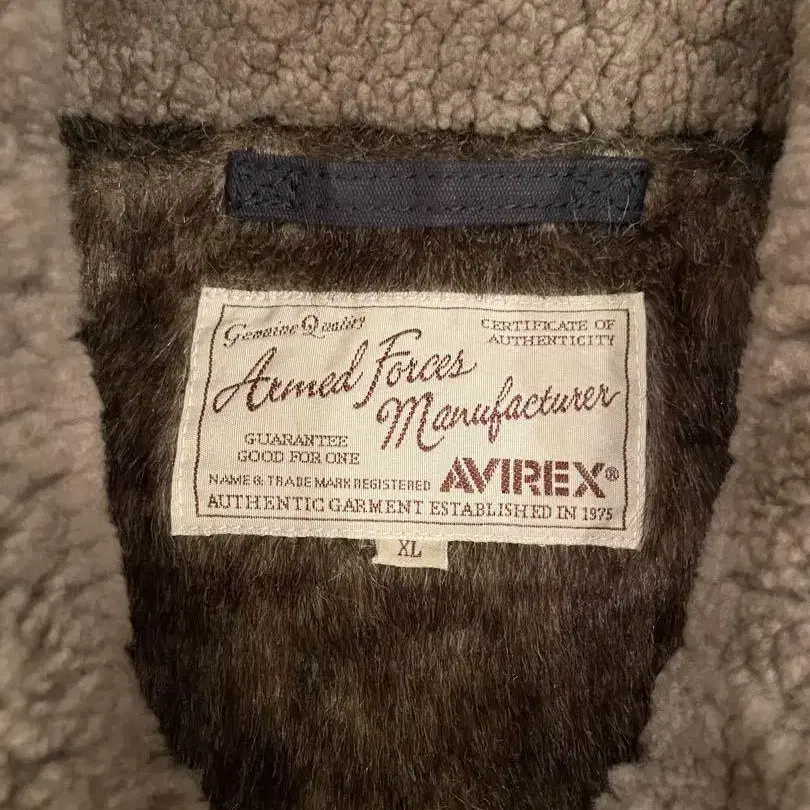 Genuine Quality
CERTIFICATE OF
AUTHENTICITY
Armed Forces
Manufacturer
GUARANTEE
GOOD FOR ONE
NAME & TRADE MARK REGISTERED
AVIREX®
AUTHENTIC GARMENT ESTABLISHED IN 1975
XL